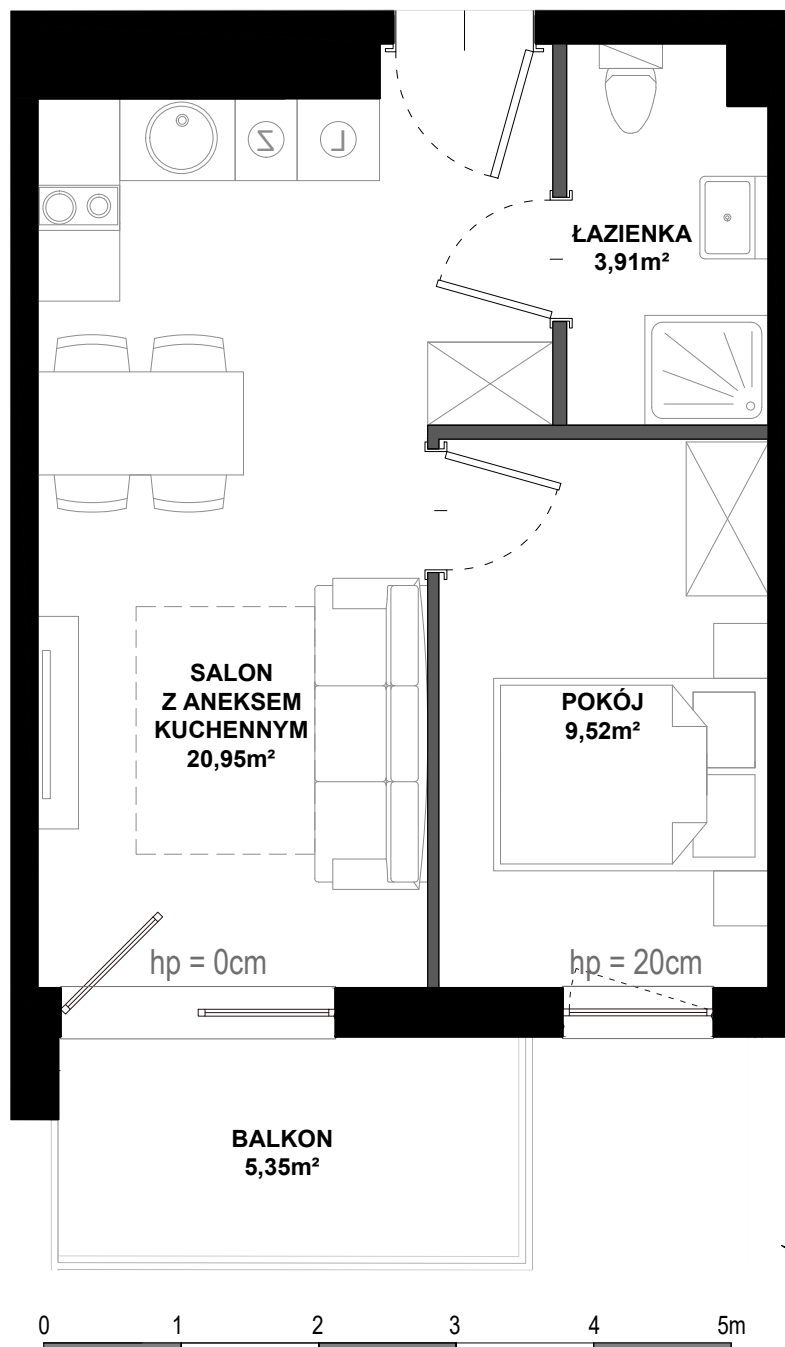 Z
L
ŁAZIENKA
3,91m²
SALON
Z ANEKSEM
KUCHENNYM
20,95m²
POKÓJ
9,52m²
hp = 0cm
hp = 20cm
BALKON
5,35m²
0 1 2 3 4 5m